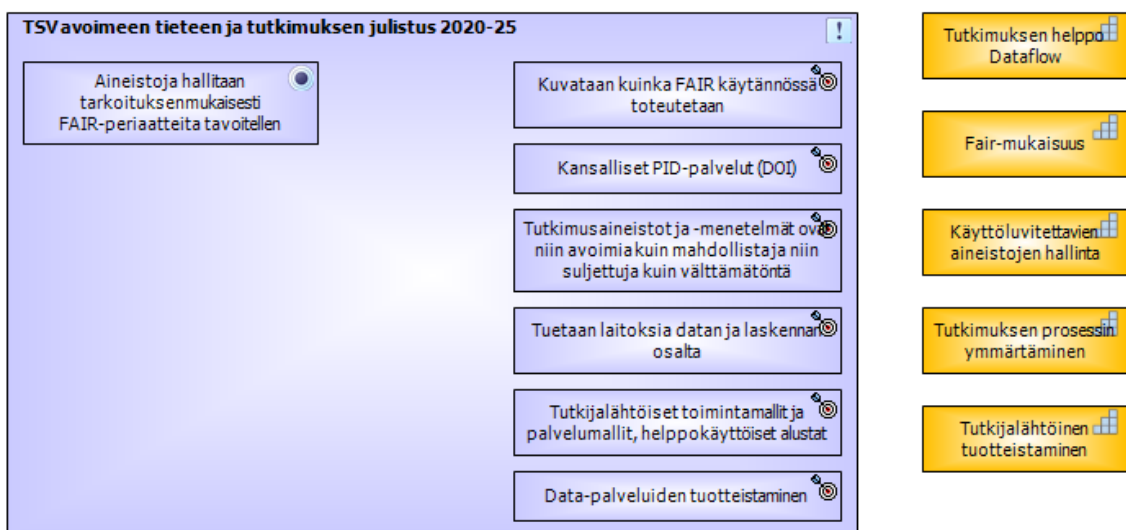 TSV avoimeen tieteen ja tutkimuksen julistus 2020-25
Aineistoja hallitaan
tarkoituksenmukaisesti
FAIR-periaatteita tavoitellen
Kuvataan kuinka FAIR käytännössä
toteutetaan
Kansalliset PID-palvelut (DOI)
Tutkimusaineistot ja -menetelmät ovat
niin avoimia kuin mahdollista ja niin
suljettuja kuin välttämätöntä
Tuetaan laitoksia datan ja laskennan
osalta
Tutkijalähtöiset toimintamallit ja
palvelumallit, helppokäyttöiset alustat
Data-palveluiden tuotteistaminen
Tutkimuksen helppo
Dataflow
Fair-mukaisuus
Käyttöluvitettavien
aineistojen hallinta
Tutkimuksen prosessin
ymmärtäminen
Tutkijalähtöinen
tuotteistaminen